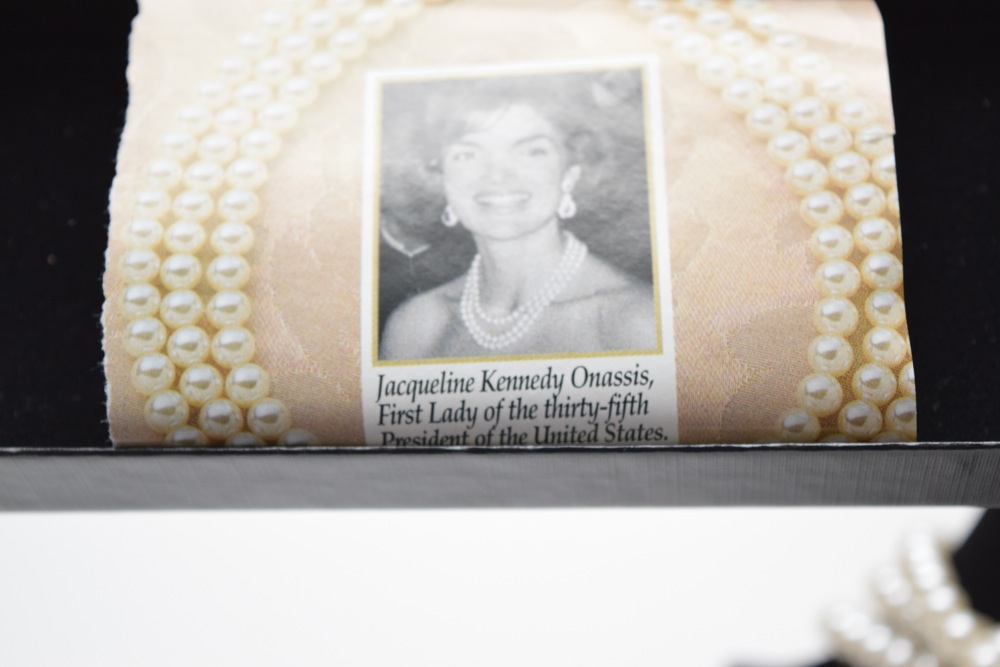 Jacqueline Kennedy Onassis,
First Lady of the thirty-fifth
President of the United States.